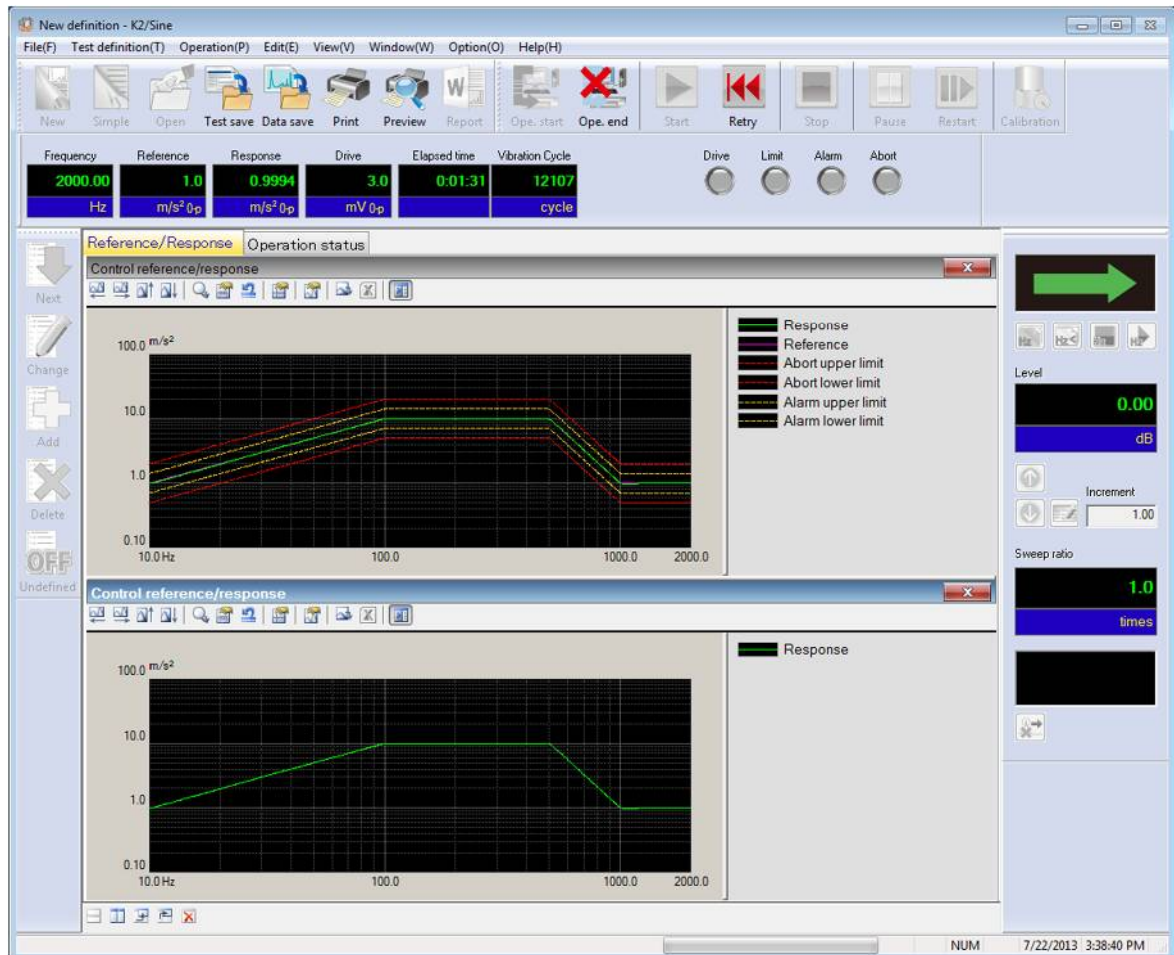 New definition - K2/Sine
File(F) Test definition(T) Operation(P) Edit(E) View(V) Window(W) Option(O) Help(H)
New Simple Open Test save Data save Print Preview Report Ope. start Ope. end Start Retry Stop Pause Restart Calibration
Frequency Reference Response Drive Elapsed time Vibration Cycle Drive Limit Alarm Abort
2000.00 1.0 0.9994 3.0 0:01:31 12107
Hz m/s² 0-p m/s² 0-p mV 0-p cycle
Reference/Response Operation status
Control reference/response
Next
Change
Add
Delete
OFF
Undefined
100.0 m/s²
10.0
1.0
0.10
10.0 Hz 100.0 1000.0 2000.0
Response
Reference
Abort upper limit
Abort lower limit
Alarm upper limit
Alarm lower limit
Control reference/response
100.0 m/s²
10.0
1.0
0.10
10.0 Hz 100.0 1000.0 2000.0
Response
Level
0.00
dB
Increment
1.00
Sweep ratio
1.0
times
NUM 7/22/2013 3:38:40 PM